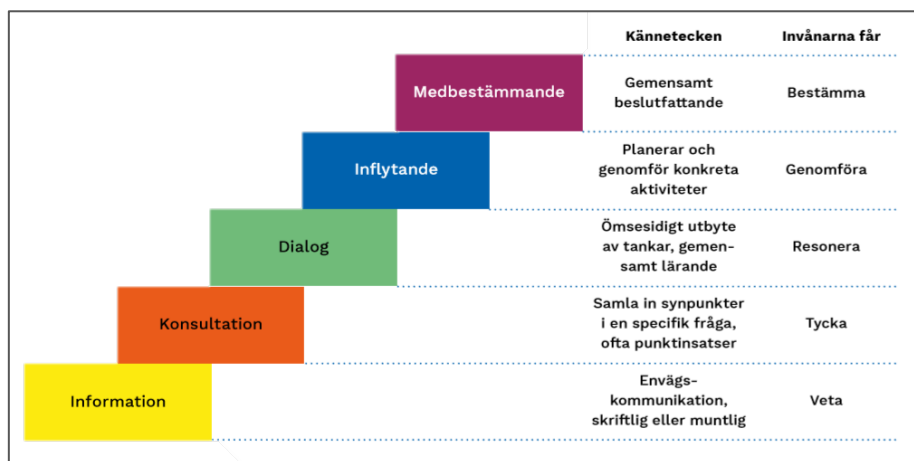 Kännetecken Invånarna får
Medbestämmande Gemensamt Bestämma
beslutfattande
Inflytande Planerar och Genomföra
genomför konkreta
aktiviteter
Dialog Ömsesidigt utbyte Resonera
av tankar, gemen-
samt lärande
Konsultation Samla in synpunkter Tycka
i en specifik fråga,
ofta punktinsatser
Information Envägs- Veta
kommunikation,
skriftlig eller muntlig